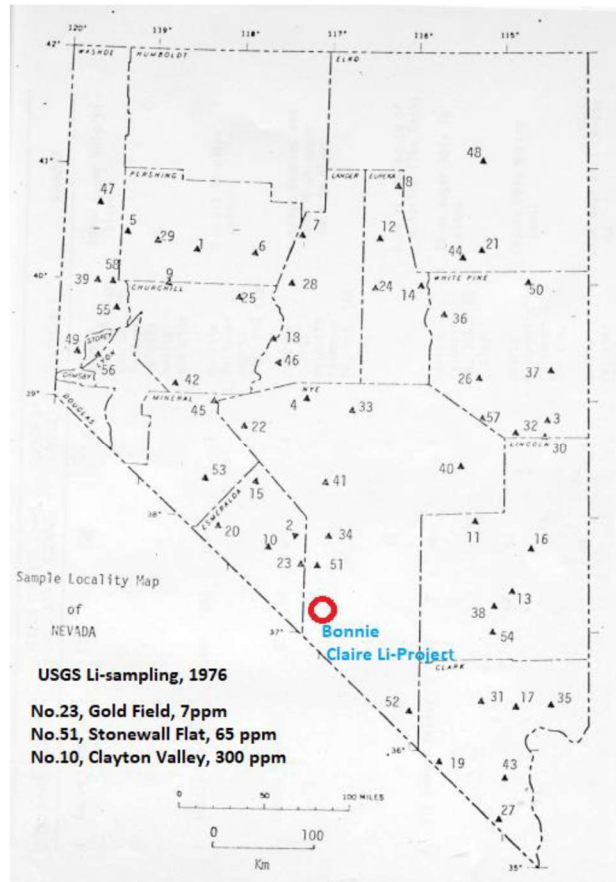 120° 119° 118° 117° 116° 115°
42°
WASHOE HUMBOLDT ELKO
48
41°
PERSHING LANDER EUREKA 8
47
5 29 1 6 7 12 44 21
40°
39 58 9 CHURCHILL 28 24 14 WHITE PINE 50
55 25 36
STOREY 18
49 LYON 56 46 26 37
ORMSBY
39°
DOUGLAS 42 MINERAL 45 NYE 4 33 57 3
22 32 30
LINCOLN
53 15 41 40
ESMERALDA
38°
20 10 2 34 11 16
23 51
Sample Locality Map
of
NEVADA
13
38
54
37°
Bonnie
Claire Li-Project
CLARK
USGS Li-sampling, 1976
No.23, Gold Field, 7ppm
No.51, Stonewall Flat, 65 ppm
No.10, Clayton Valley, 300 ppm
31 17 35
52
36°
19 43
27
0 50 100 MILES
0 100
Km
35°